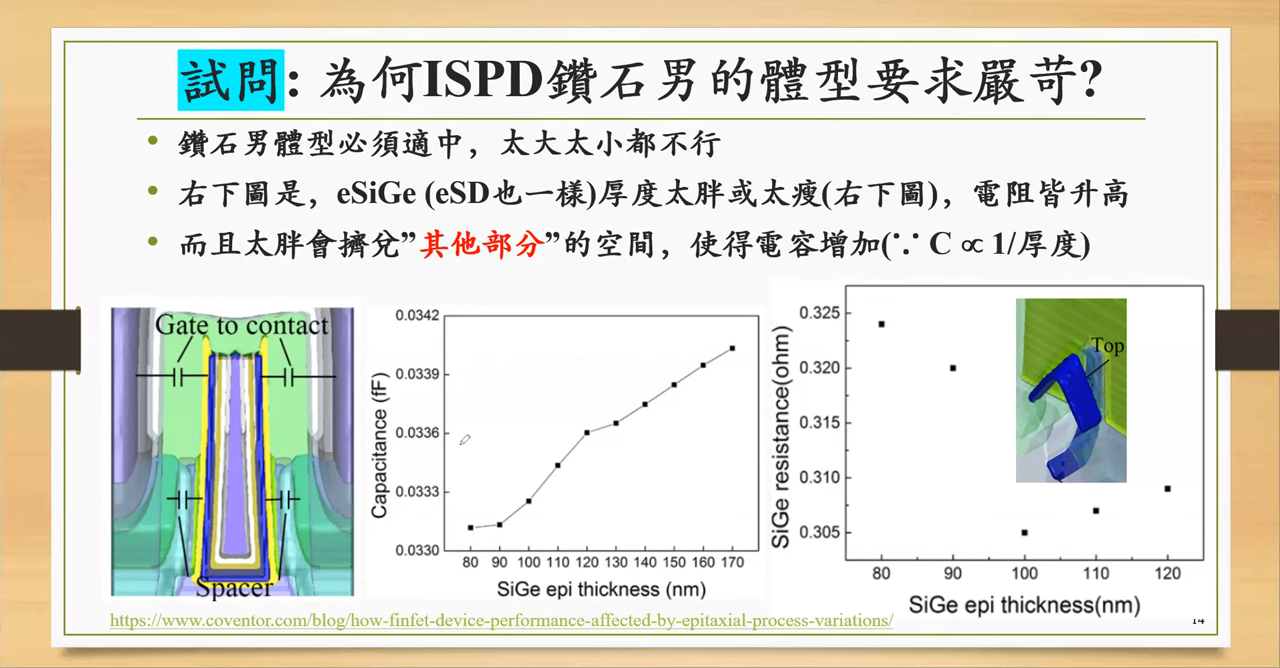 試問: 為何ISPD鑽石男的體型要求嚴苛?
• 鑽石男體型必須適中，太大太小都不行
• 右下圖是，eSiGe (eSD也一樣)厚度太胖或太瘦(右下圖)，電阻皆升高
• 而且太胖會擠兌”其他部分”的空間，使得電容增加(∵ C ∝ 1/厚度)
Gate to contact
Spacer
Capacitance (fF)
0.0342
0.0339
0.0336
0.0333
0.0330
80 90 100 110 120 130 140 150 160 170
SiGe epi thickness (nm)
SiGe resistance(ohm)
0.325
0.320
0.315
0.310
0.305
Top
80 90 100 110 120
SiGe epi thickness(nm)
https://www.coventor.com/blog/how-finfet-device-performance-affected-by-epitaxial-process-variations/
14